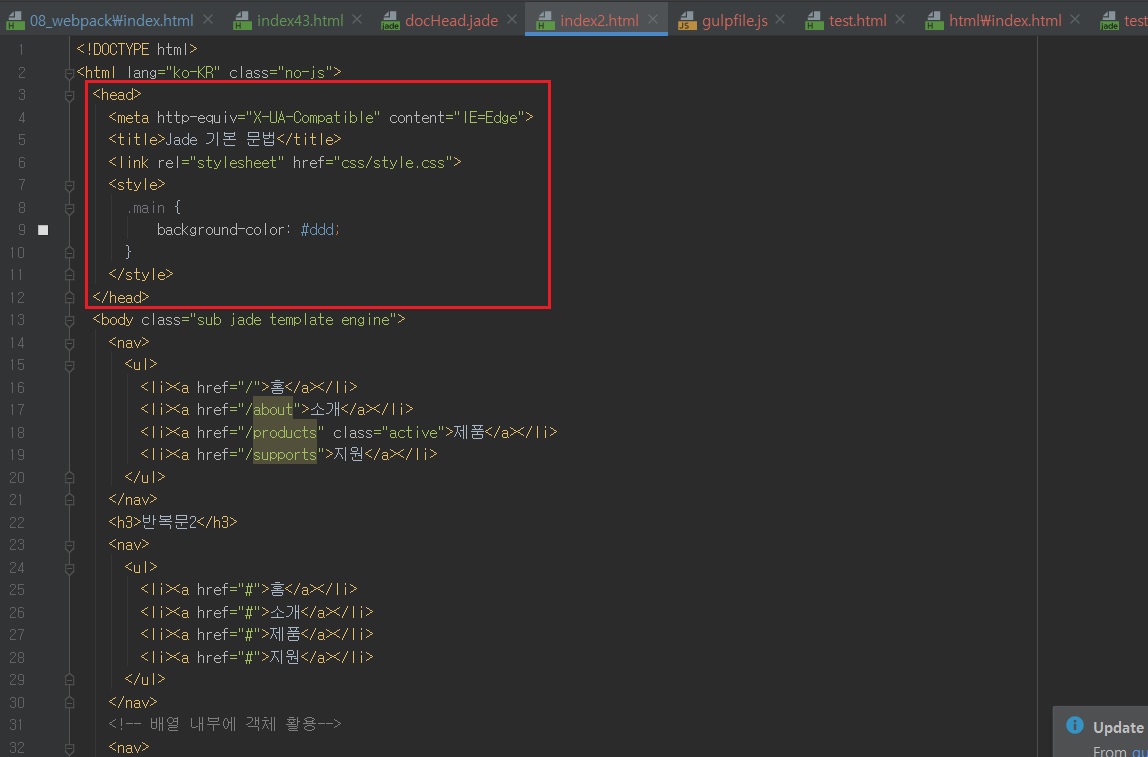 08_webpack₩index.html
index43.html
docHead.jade
index2.html
gulpfile.js
test.html
html₩index.html
test
1 <!DOCTYPE html>
2 <html lang="ko-KR" class="no-js">
3 <head>
4 <meta http-equiv="X-UA-Compatible" content="IE=Edge">
5 <title>Jade 기본 문법</title>
6 <link rel="stylesheet" href="css/style.css">
7 <style>
8 .main {
9 background-color: #ddd;
10 }
11 </style>
12 </head>
13 <body class="sub jade template engine">
14 <nav>
15 <ul>
16 <li><a href="/">홈</a></li>
17 <li><a href="/about">소개</a></li>
18 <li><a href="/products" class="active">제품</a></li>
19 <li><a href="/supports">지원</a></li>
20 </ul>
21 </nav>
22 <h3>반복문2</h3>
23 <nav>
24 <ul>
25 <li><a href="#">홈</a></li>
26 <li><a href="#">소개</a></li>
27 <li><a href="#">제품</a></li>
28 <li><a href="#">지원</a></li>
29 </ul>
30 </nav>
31 <!-- 배열 내부에 객체 활용-->
32 <nav>
Update
From gu